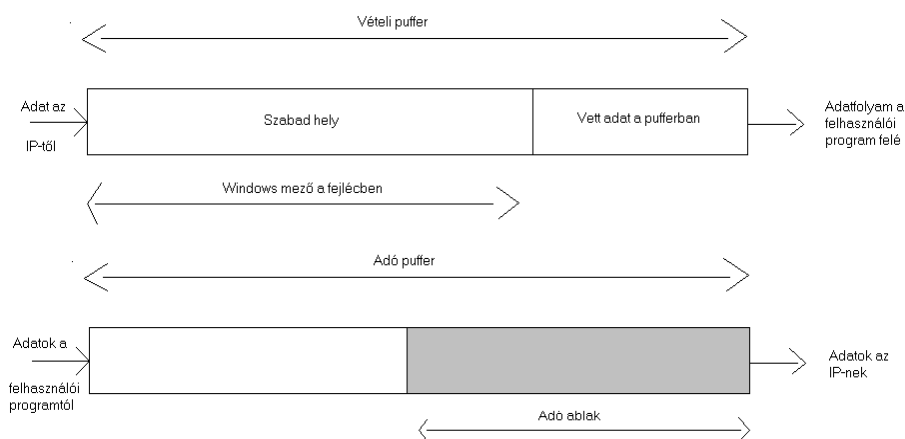 Vételi puffer
Adat az
IP-től
Szabad hely
Vett adat a pufferban
Adatfolyam a
felhasználói
program felé
Windows mező a fejlécben
Adó puffer
Adatok a
felhasználói
programtól
Adatok az
IP-nek
Adó ablak